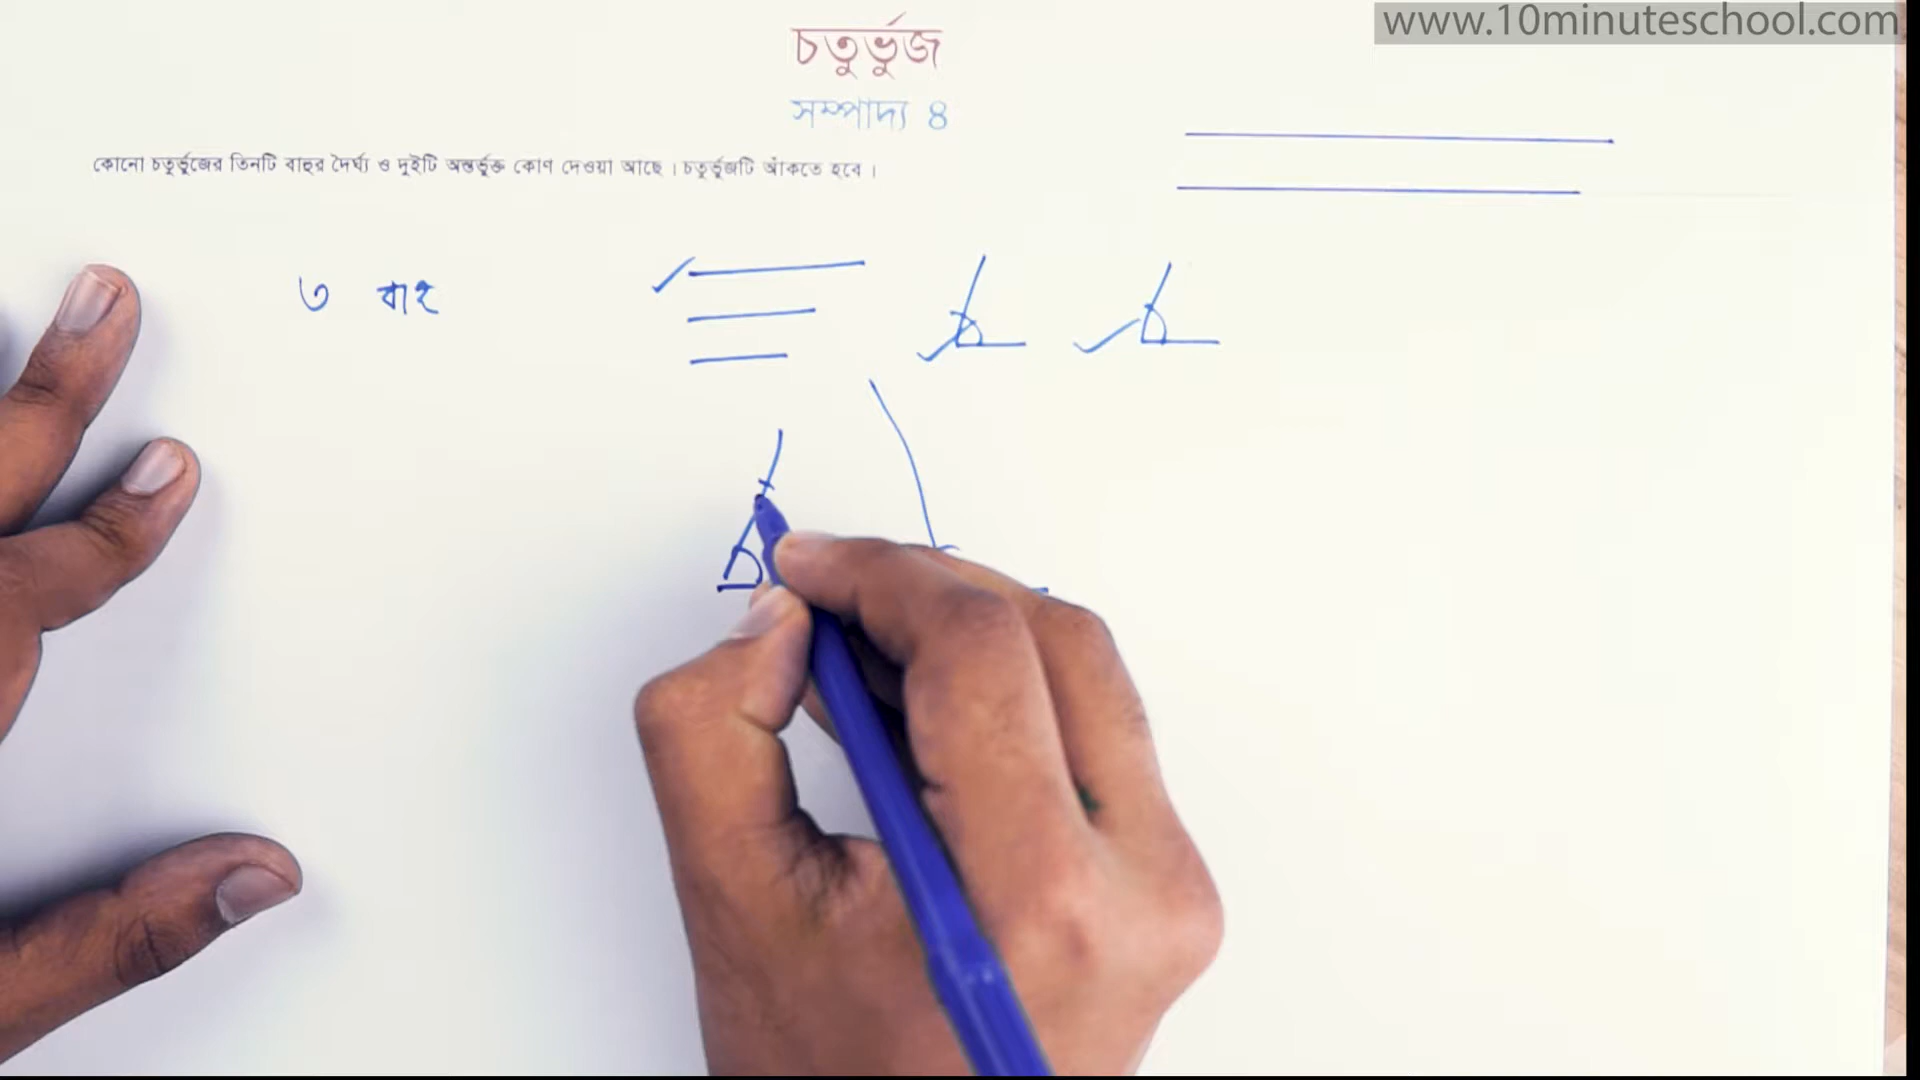 www.10minuteschool.com
চতুর্ভুজ
সম্পাদ্য ৪
কোনো চতুর্ভুজের তিনটি বাহুর দৈর্ঘ্য ও দুইটি অন্তর্ভুক্ত কোণ দেওয়া আছে । চতুর্ভুজটি আঁকতে হবে ।
৩ বাহু